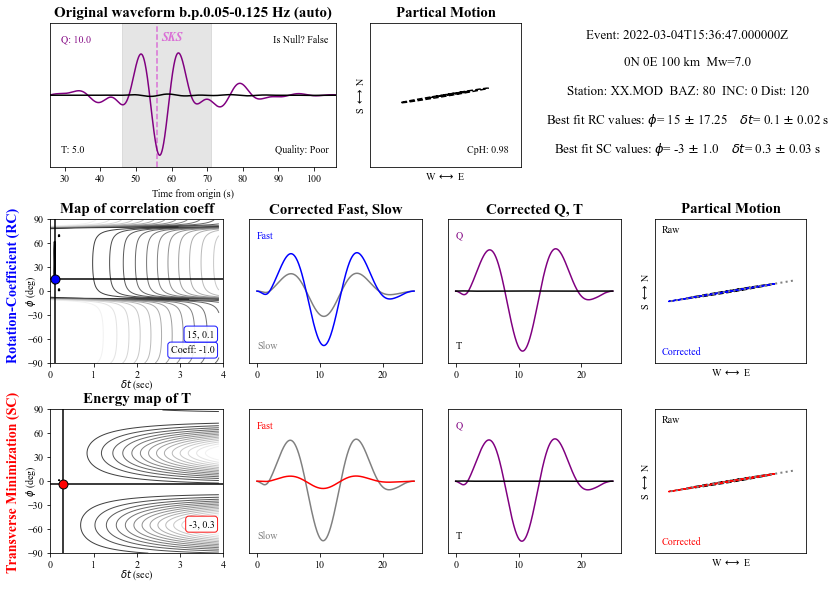 Original waveform b.p.0.05-0.125 Hz (auto)
Q: 10.0
SKS
Is Null? False
T: 5.0
Quality: Poor
30 40 50 60 70 80 90 100
Time from origin (s)
Partical Motion
S ⟷ N
CpH: 0.98
W ⟷ E
Event: 2022-03-04T15:36:47.000000Z
0N 0E 100 km Mw=7.0
Station: XX.MOD BAZ: 80 INC: 0 Dist: 120
Best fit RC values: ϕ= 15 ± 17.25 δt= 0.1 ± 0.02 s
Best fit SC values: ϕ= -3 ± 1.0 δt= 0.3 ± 0.03 s
Rotation-Coefficient (RC)
Map of correlation coeff
ϕ (deg)
90
60
30
0
−30
−60
−90
15, 0.1
Coeff: -1.0
0 1 2 3 4
δt (sec)
Corrected Fast, Slow
Fast
Slow
0 10 20
Corrected Q, T
Q
T
0 10 20
Partical Motion
Raw
S ⟷ N
Corrected
W ⟷ E
Transverse Minimization (SC)
Energy map of T
ϕ (deg)
90
60
30
0
−30
−60
−90
-3, 0.3
0 1 2 3 4
δt (sec)
Fast
Slow
0 10 20
Q
T
0 10 20
Raw
S ⟷ N
Corrected
W ⟷ E